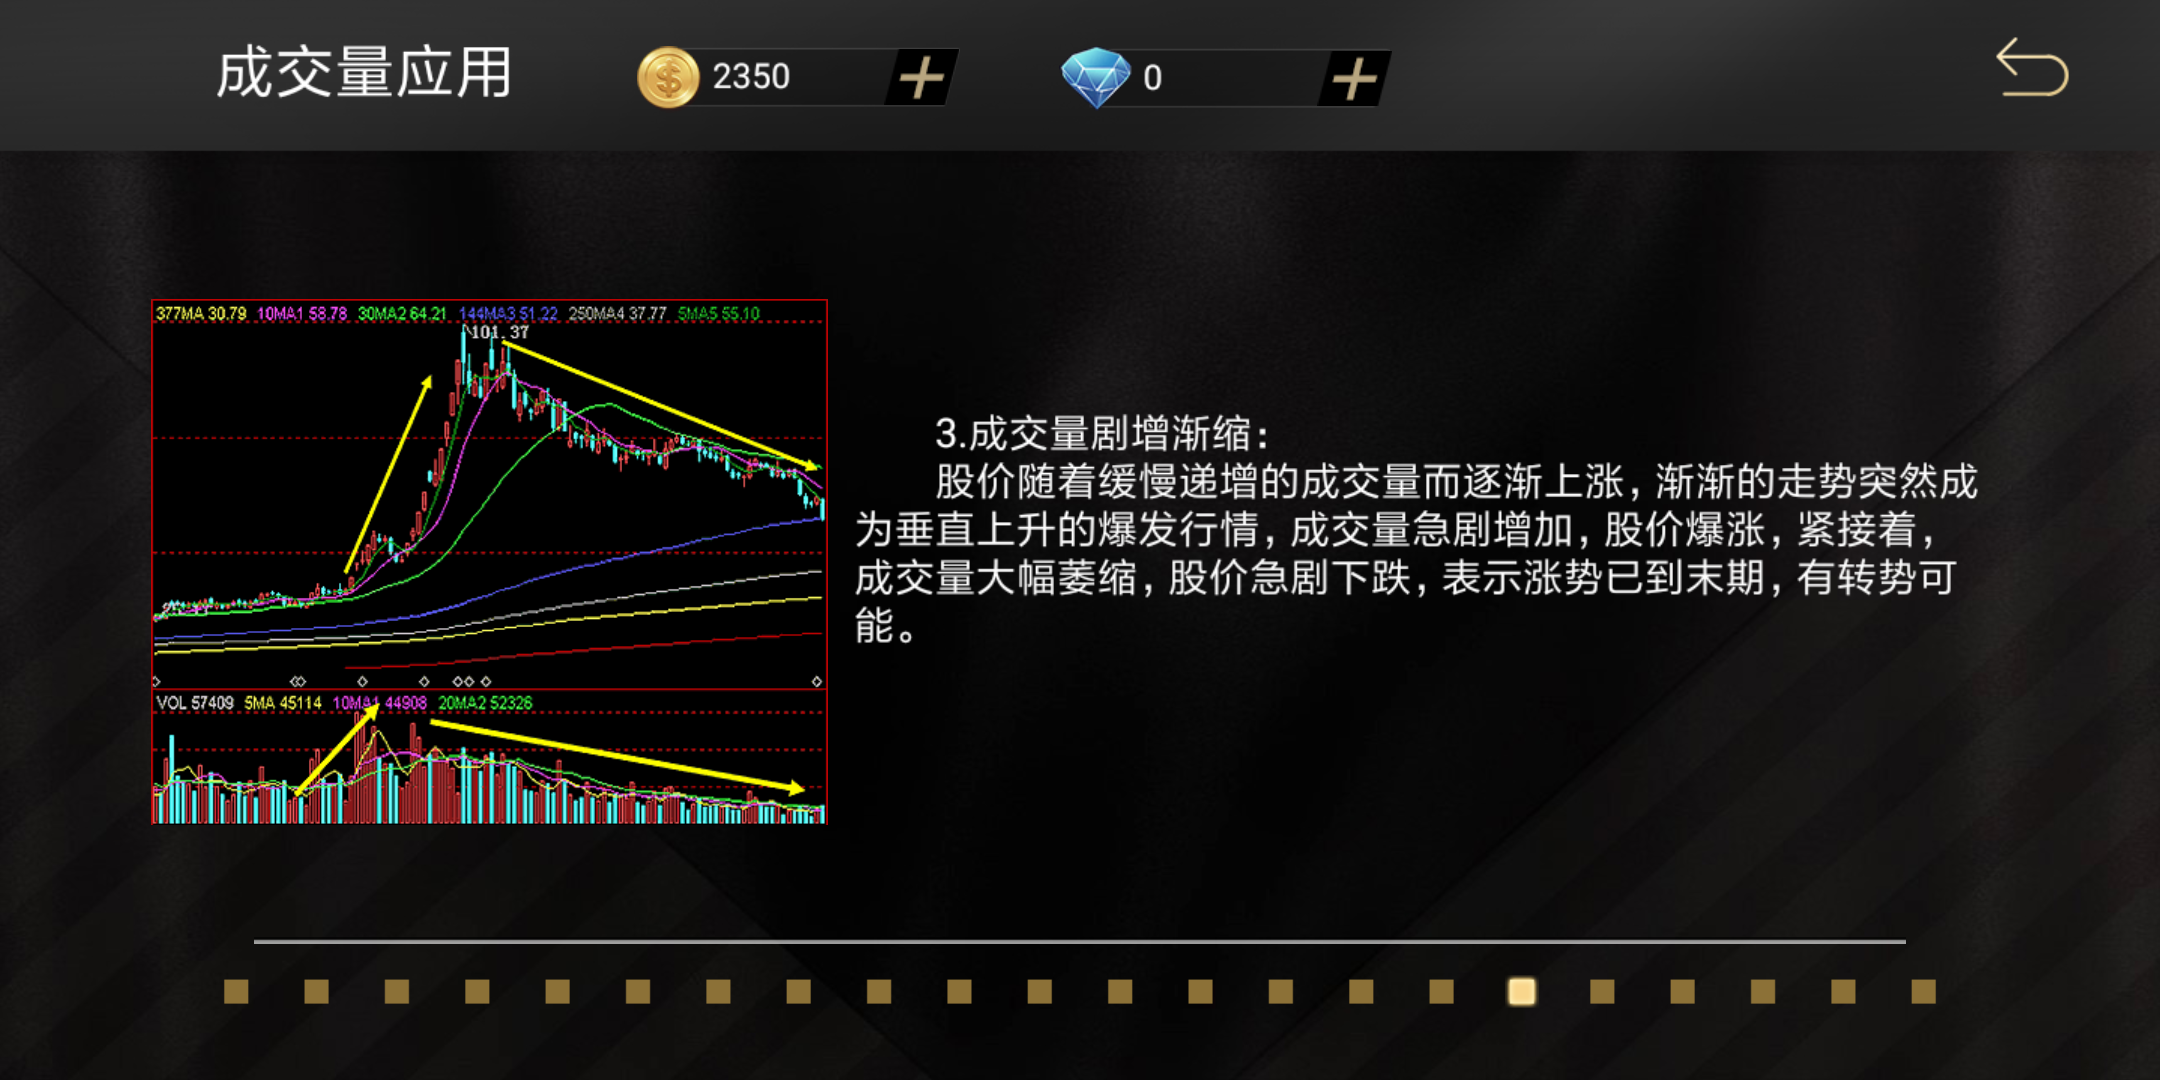 成交量应用
2350
0
377MA 30.79 10MA1 58.78 30MA2 64.21 144MA3 51.22 250MA4 37.77 5MA5 55.10
101.37
VOL 57409 5MA 45114 10MA1 44908 20MA2 52326
3.成交量剧增渐缩：
股价随着缓慢递增的成交量而逐渐上涨，渐渐的走势突然成
为垂直上升的爆发行情，成交量急剧增加，股价爆涨，紧接着，
成交量大幅萎缩，股价急剧下跌，表示涨势已到末期，有转势可
能。